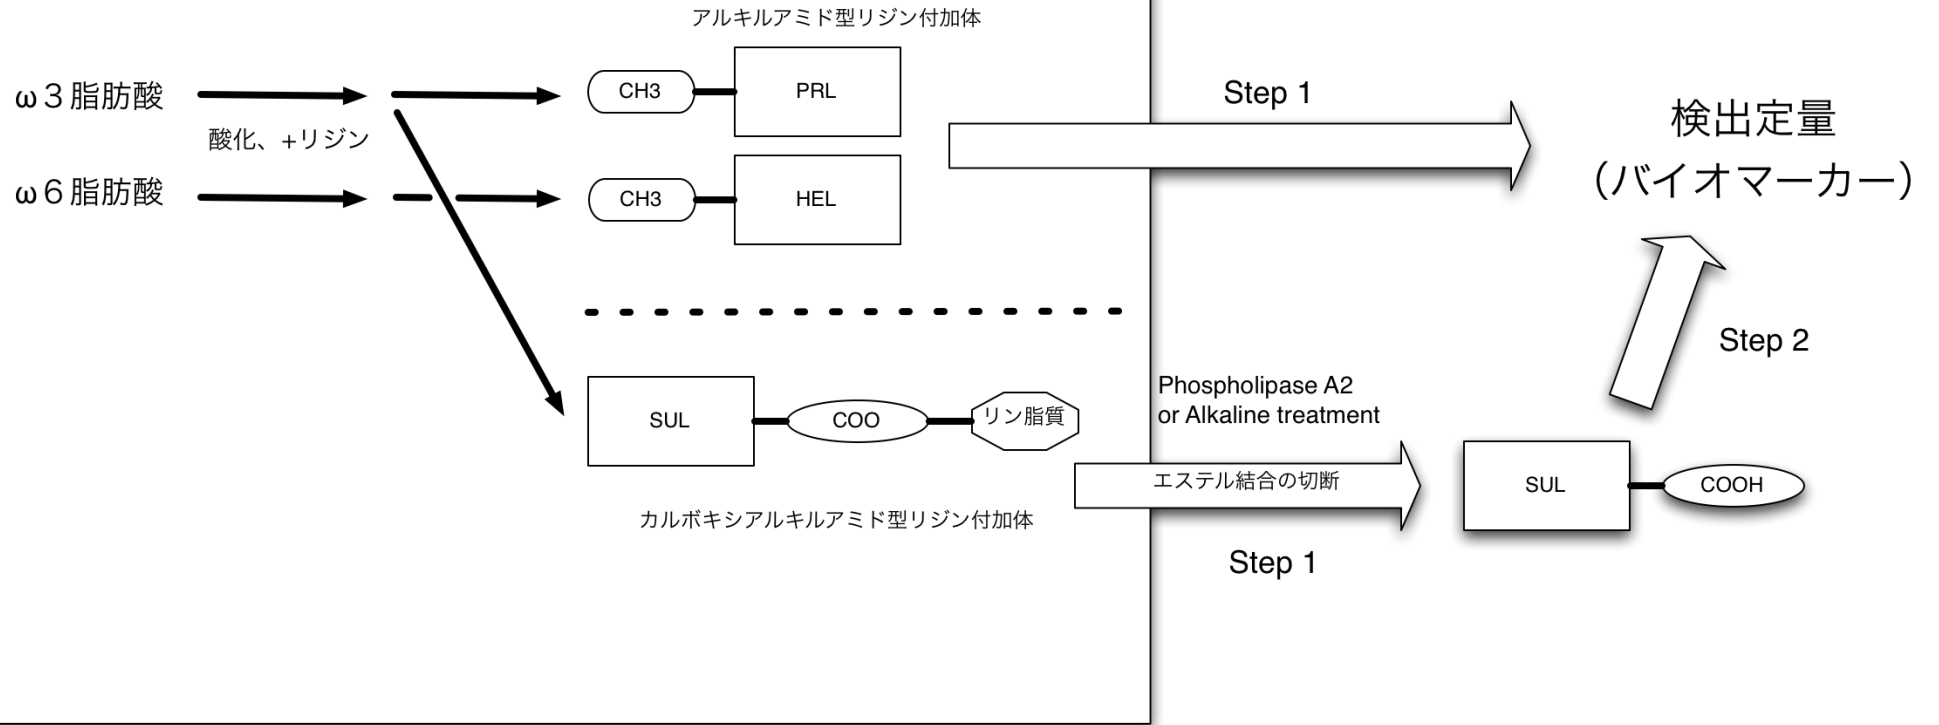 アルキルアミド型リジン付加体
ω３脂肪酸
酸化、+リジン
ω６脂肪酸
CH3
PRL
CH3
HEL
Step 1
検出定量
（バイオマーカー）
Step 2
SUL
COO
リン脂質
カルボキシアルキルアミド型リジン付加体
Phospholipase A2
or Alkaline treatment
エステル結合の切断
Step 1
SUL
COOH